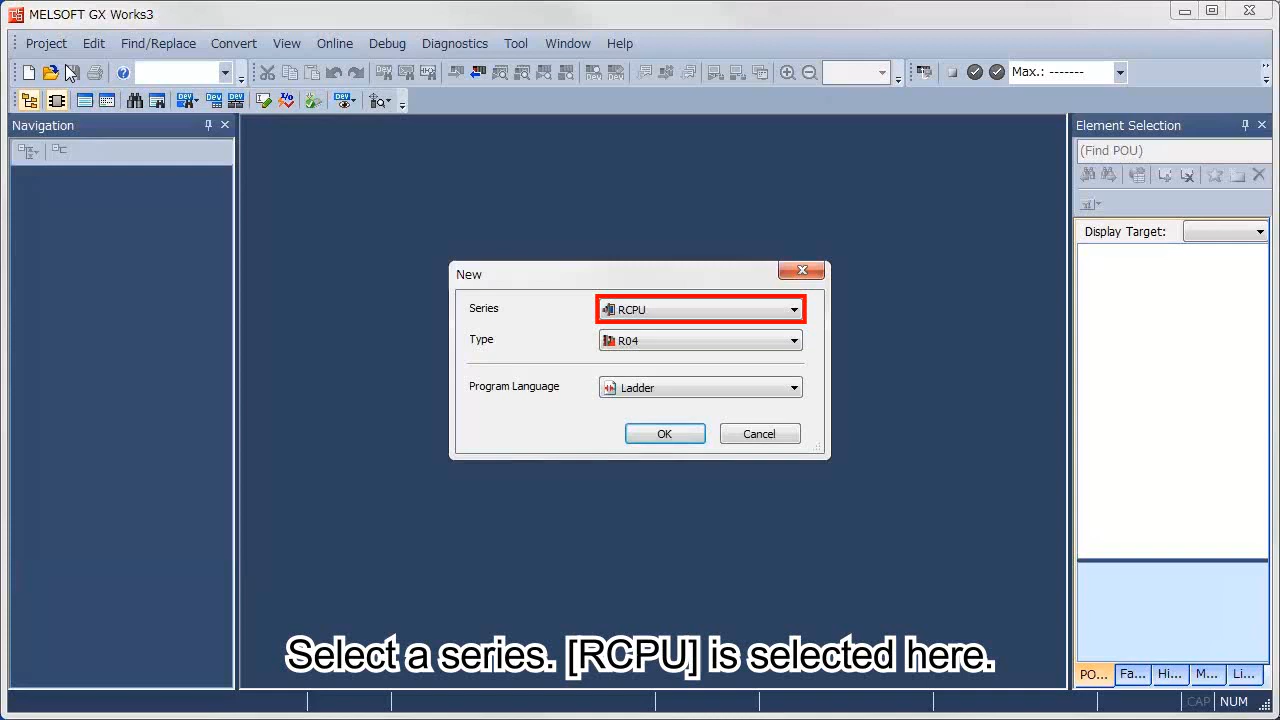 MELSOFT GX Works3
Project Edit Find/Replace Convert View Online Debug Diagnostics Tool Window Help
Max.: -------
Navigation
Element Selection
(Find POU)
Display Target:
New
Series RCPU
Type R04
Program Language Ladder
OK Cancel
Select a series. [RCPU] is selected here.
PO... Fa... Hi... M... Li...
CAP NUM